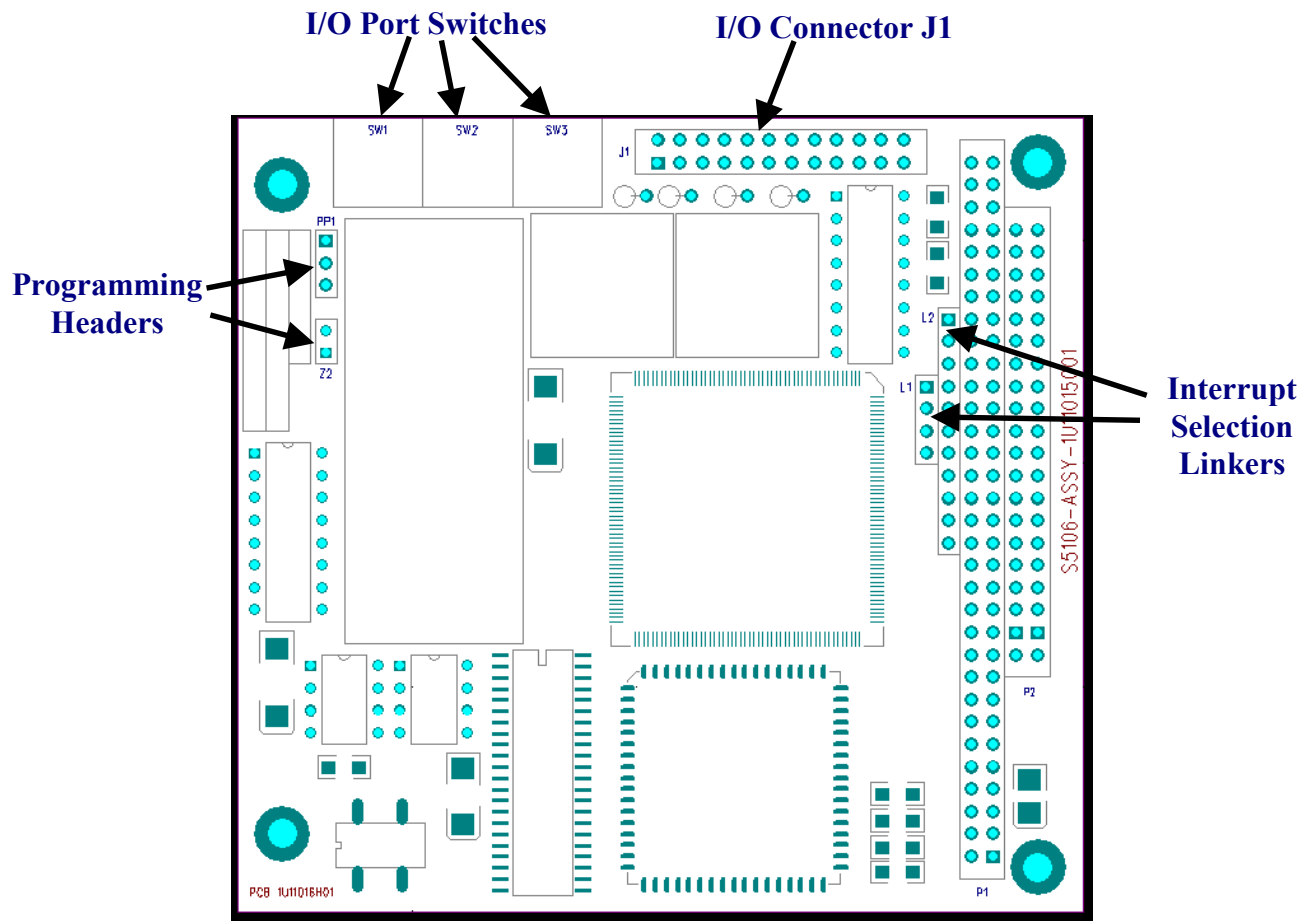 I/O Port Switches
I/O Connector J1
SW1
SW2
SW3
J1
PP1
Programming
Headers
Z2
L2
L1
Interrupt
Selection
Linkers
S5106-ASSY-1U11015G01
P2
P1
PCB 1U11016H01